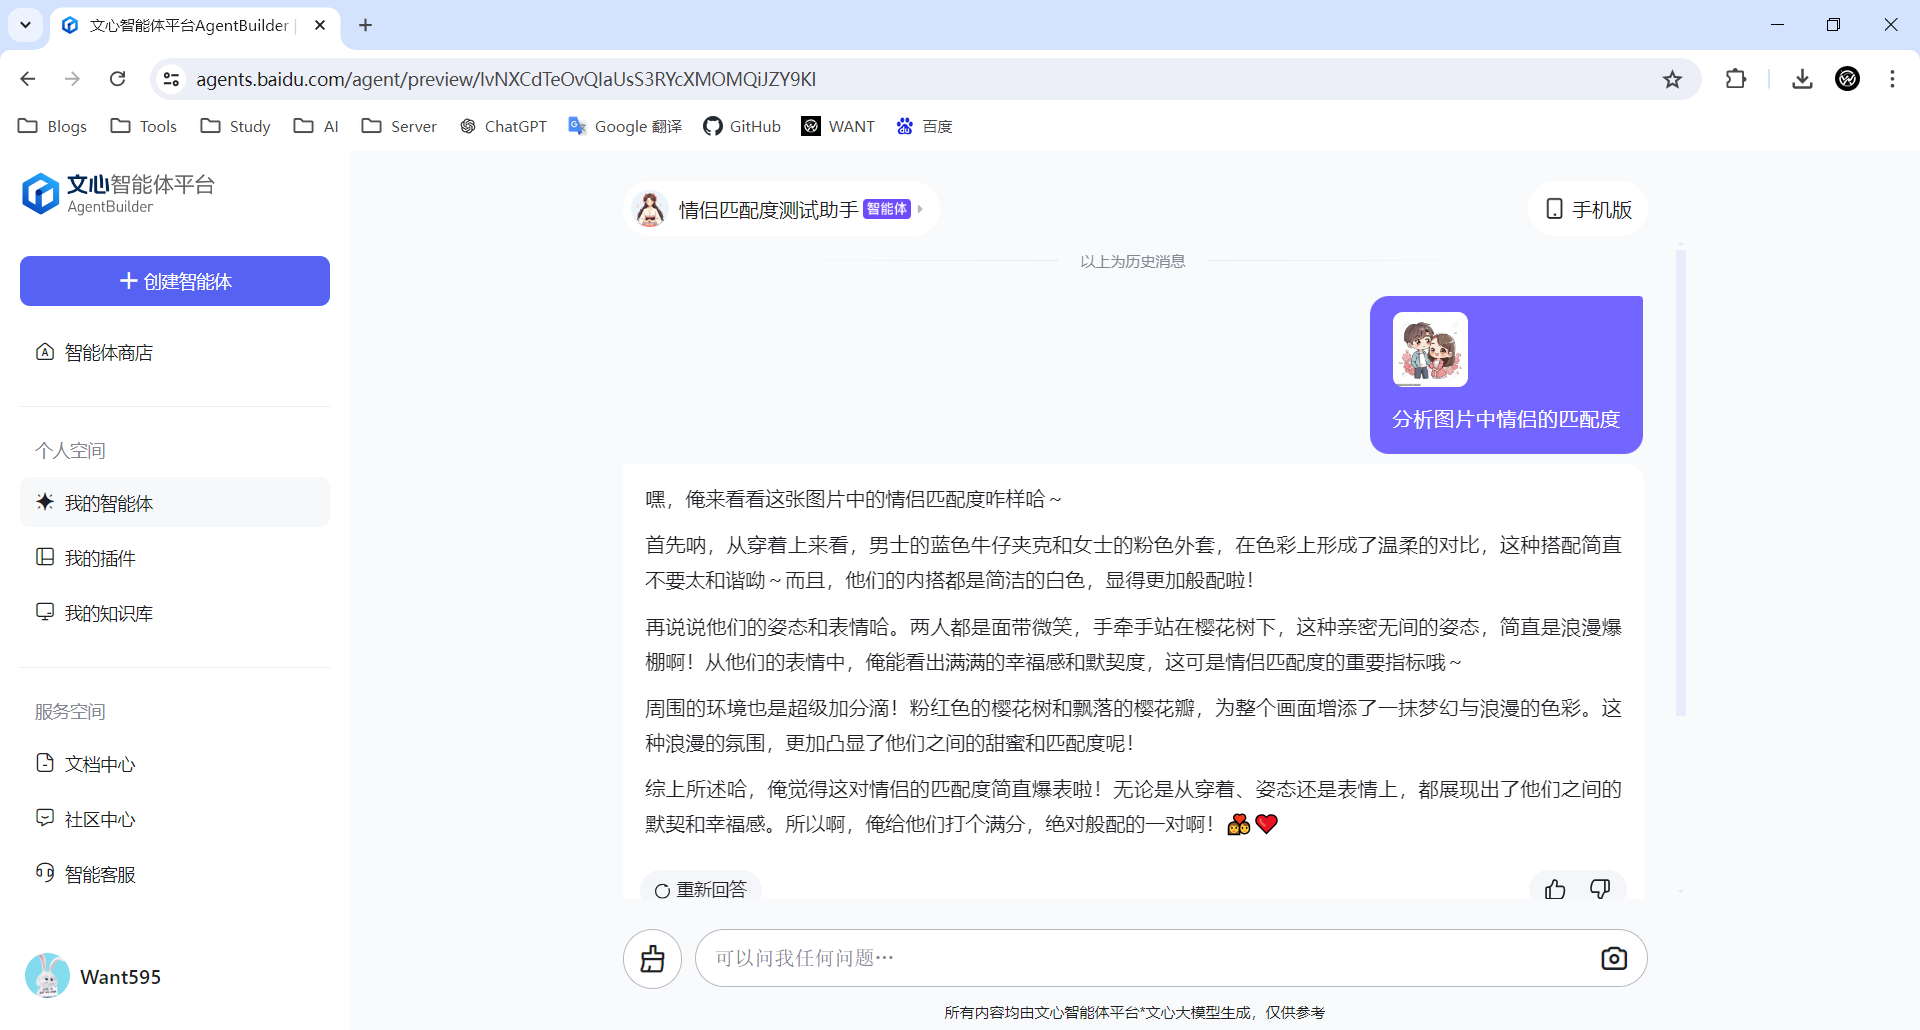 文心智能体平台AgentBuilder
agents.baidu.com/agent/preview/IvNXCdTeOvQIaUsS3RYcXMOMQiJZY9KI
Blogs
Tools
Study
AI
Server
ChatGPT
Google 翻译
GitHub
WANT
百度
文心智能体平台
AgentBuilder
创建智能体
智能体商店
个人空间
我的智能体
我的插件
我的知识库
服务空间
文档中心
社区中心
智能客服
Want595
情侣匹配度测试助手 智能体
手机版
以上为历史消息
分析图片中情侣的匹配度
嘿，俺来看看这张图片中的情侣匹配度咋样哈～
首先呐，从穿着上来看，男士的蓝色牛仔夹克和女士的粉色外套，在色彩上形成了温柔的对比，这种搭配简直
不要太和谐呦～而且，他们的内搭都是简洁的白色，显得更加般配啦！
再说说他们的姿态和表情哈。两人都是面带微笑，手牵手站在樱花树下，这种亲密无间的姿态，简直是浪漫爆
棚啊！从他们的表情中，俺能看出满满的幸福感和默契度，这可是情侣匹配度的重要指标哦～
周围的环境也是超级加分滴！粉红色的樱花树和飘落的樱花瓣，为整个画面增添了一抹梦幻与浪漫的色彩。这
种浪漫的氛围，更加凸显了他们之间的甜蜜和匹配度呢！
综上所述哈，俺觉得这对情侣的匹配度简直爆表啦！无论是从穿着、姿态还是表情上，都展现出了他们之间的
默契和幸福感。所以啊，俺给他们打个满分，绝对般配的一对啊！💑❤️
重新回答
可以问我任何问题…
所有内容均由文心智能体平台*文心大模型生成，仅供参考